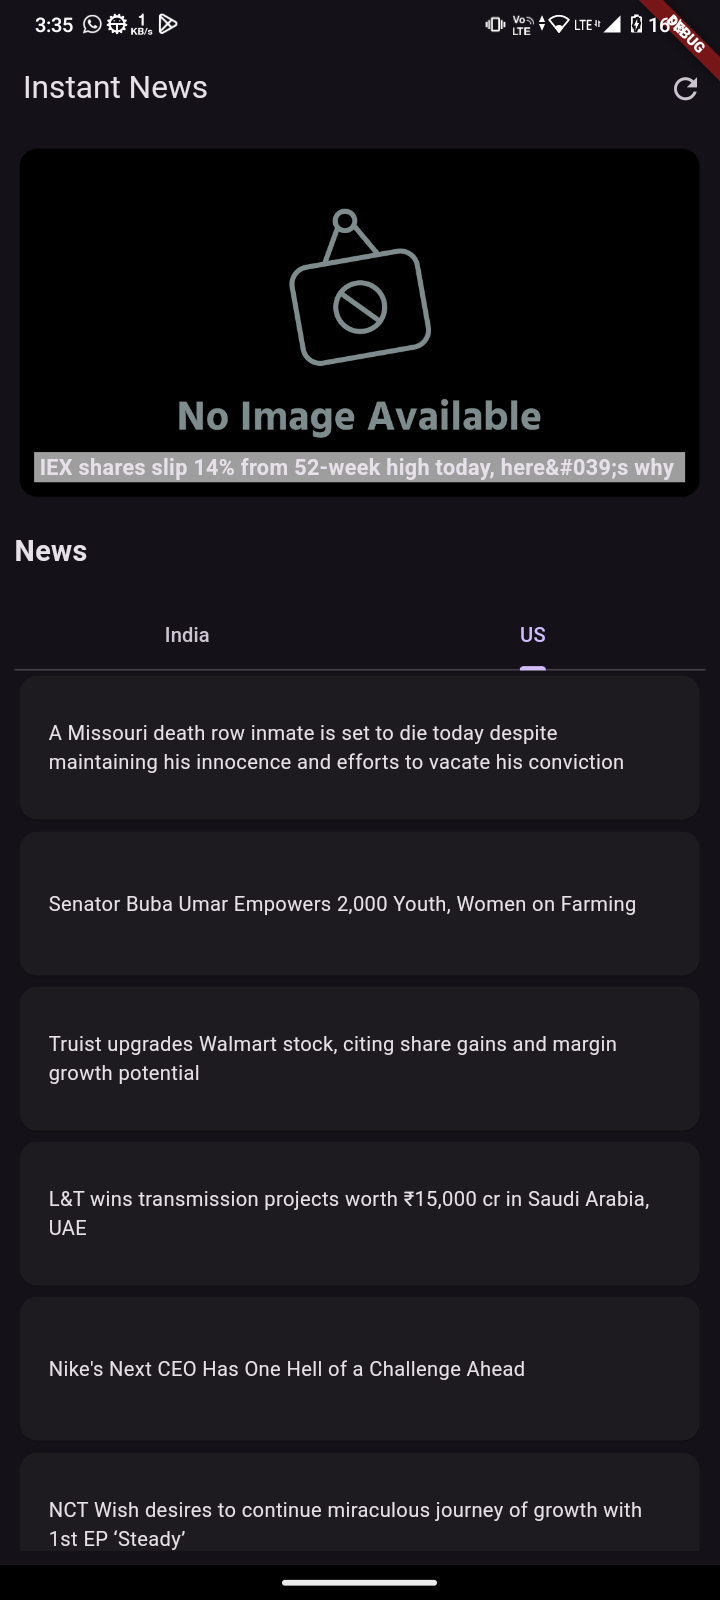 3:35
1
KB/s
Vo
LTE
LTE
16
DEBUG
Instant News
No Image Available
IEX shares slip 14% from 52-week high today, here&#039;s why
News
India
US
A Missouri death row inmate is set to die today despite
maintaining his innocence and efforts to vacate his conviction
Senator Buba Umar Empowers 2,000 Youth, Women on Farming
Truist upgrades Walmart stock, citing share gains and margin
growth potential
L&T wins transmission projects worth ₹15,000 cr in Saudi Arabia,
UAE
Nike's Next CEO Has One Hell of a Challenge Ahead
NCT Wish desires to continue miraculous journey of growth with
1st EP ‘Steady’